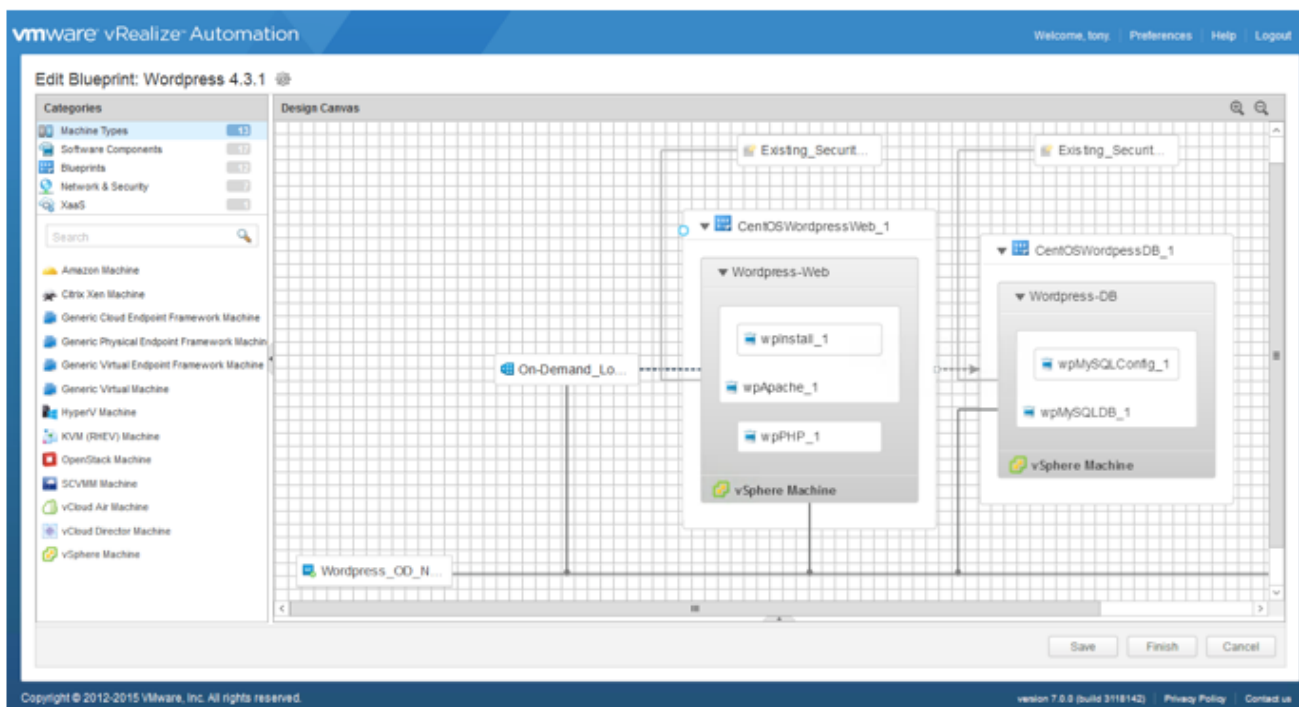 vmware vRealize Automation
Welcome, tony. Preferences Help Logout
Edit Blueprint: Wordpress 4.3.1
Categories
Machine Types 13
Software Components
Blueprints
Network & Security
XaaS
Search
Amazon Machine
Citrix Xen Machine
Generic Cloud Endpoint Framework Machine
Generic Physical Endpoint Framework Machin
Generic Virtual Endpoint Framework Machine
Generic Virtual Machine
HyperV Machine
KVM (RHEV) Machine
OpenStack Machine
SCVMM Machine
vCloud Air Machine
vCloud Director Machine
vSphere Machine
Design Canvas
Existing_Securit...
Existing_Securit...
CentOSWordpressWeb_1
Wordpress-Web
wpInstall_1
wpApache_1
wpPHP_1
vSphere Machine
CentOSWordpessDB_1
Wordpress-DB
wpMySQLConfig_1
wpMySQLDB_1
vSphere Machine
On-Demand_Lo...
Wordpress_OD_N...
Save Finish Cancel
Copyright © 2012-2015 VMware, Inc. All rights reserved.
version 7.0.0 (build 3118142) Privacy Policy Contact us